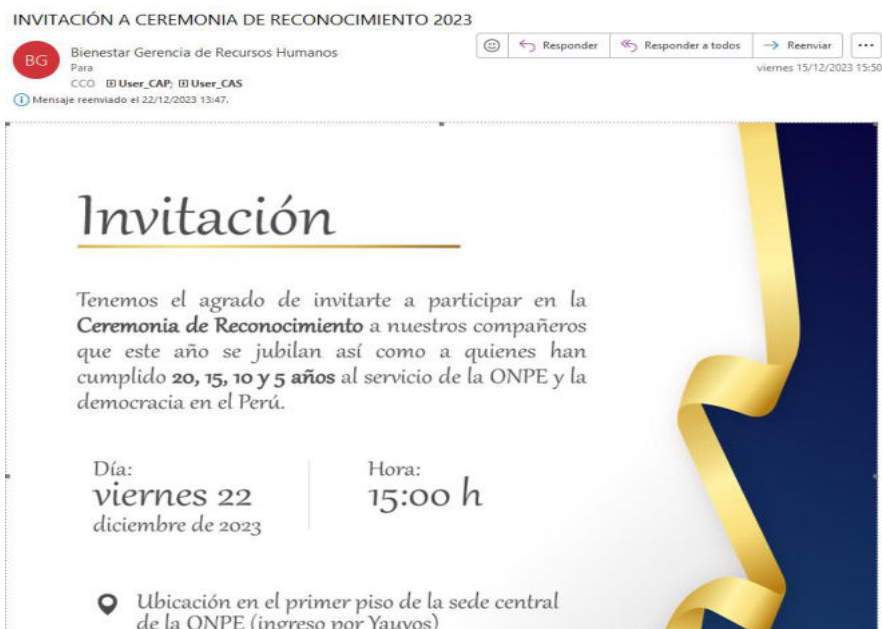 INVITACIÓN A CEREMONIA DE RECONOCIMIENTO 2023
BG
Bienestar Gerencia de Recursos Humanos
Para
CCO User_CAP; User_CAS
Responder
Responder a todos
Reenviar
viernes 15/12/2023 15:50
Mensaje reenviado el 22/12/2023 13:47.
Invitación
Tenemos el agrado de invitarte a participar en la
Ceremonia de Reconocimiento a nuestros compañeros
que este año se jubilan así como a quienes han
cumplido 20, 15, 10 y 5 años al servicio de la ONPE y la
democracia en el Perú.
Día:
viernes 22
diciembre de 2023
Hora:
15:00 h
Ubicación en el primer piso de la sede central
de la ONPE (ingreso por Yauyos)